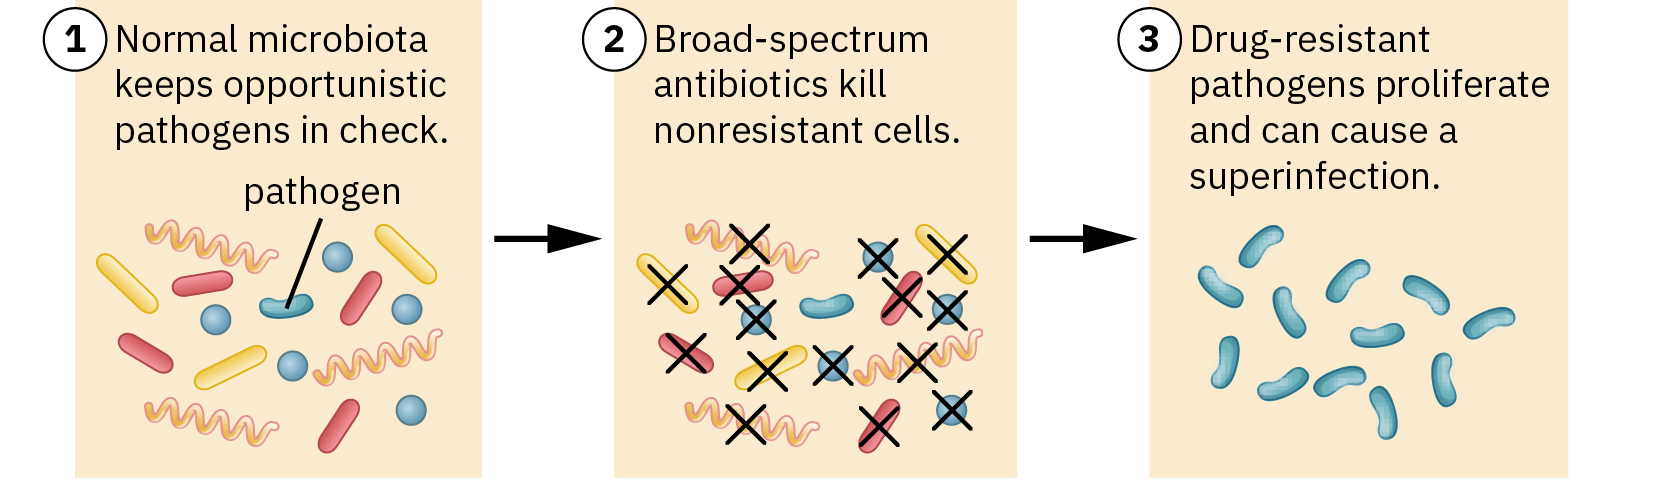 1 Normal microbiota
keeps opportunistic
pathogens in check.
pathogen
2 Broad-spectrum
antibiotics kill
nonresistant cells.
3 Drug-resistant
pathogens proliferate
and can cause a
superinfection.